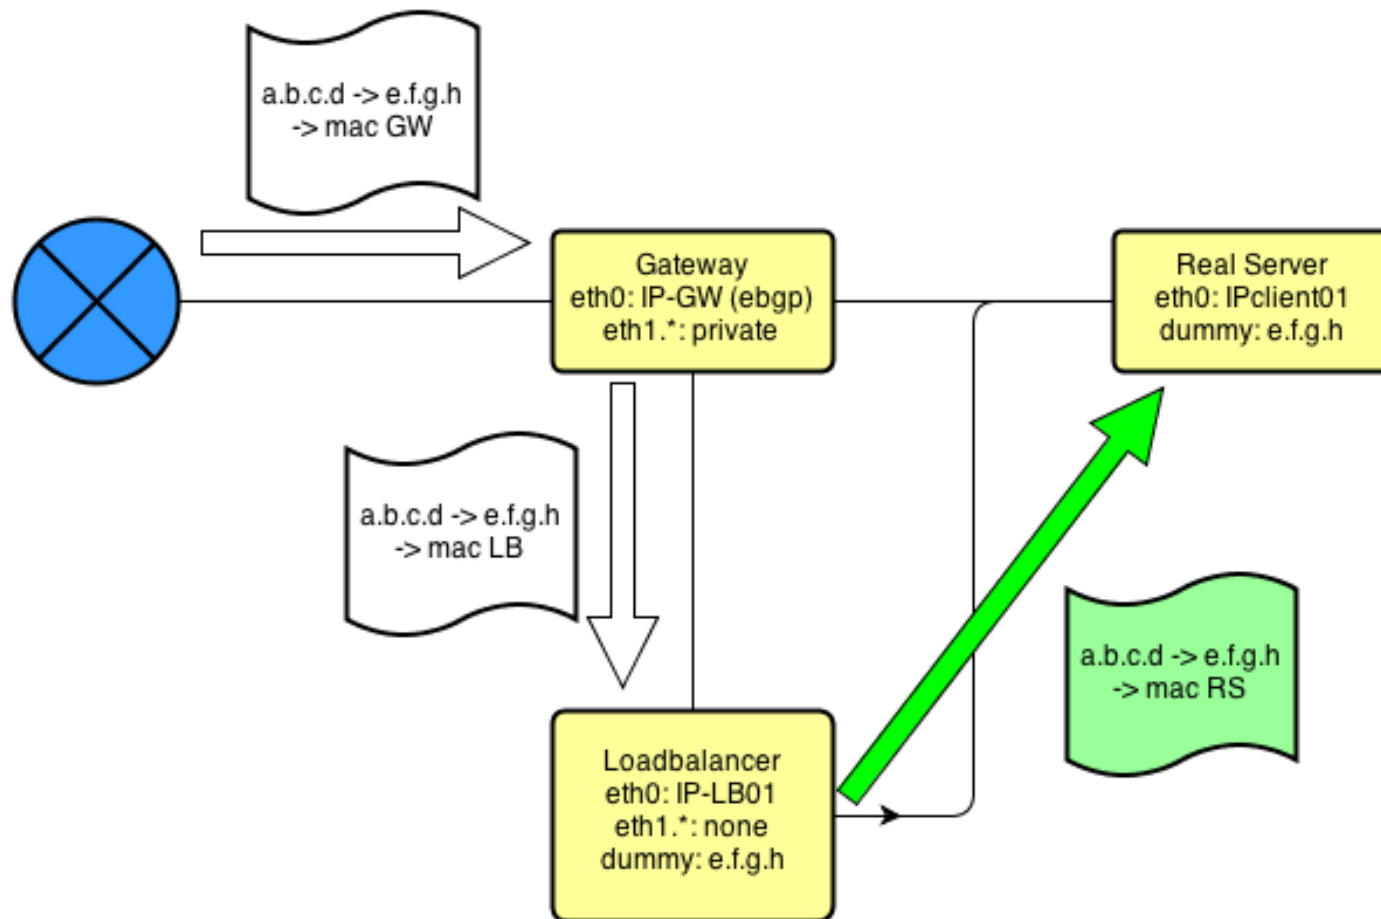 a.b.c.d -> e.f.g.h
-> mac GW
Gateway
eth0: IP-GW (ebgp)
eth1.*: private
Real Server
eth0: IPclient01
dummy: e.f.g.h
a.b.c.d -> e.f.g.h
-> mac LB
a.b.c.d -> e.f.g.h
-> mac RS
Loadbalancer
eth0: IP-LB01
eth1.*: none
dummy: e.f.g.h